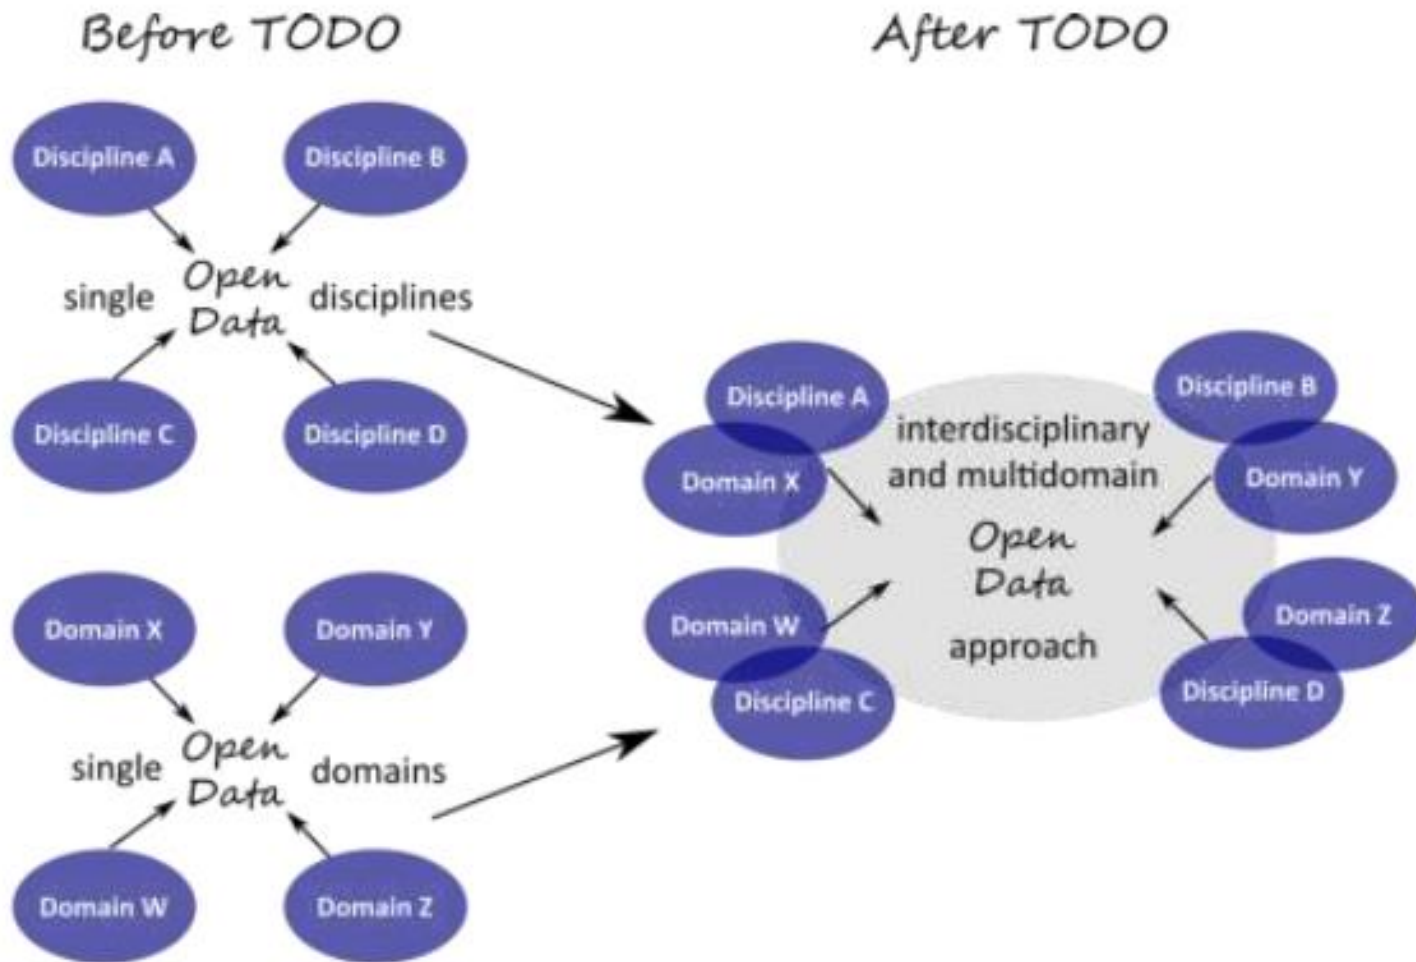 Before TODO
Discipline A
Discipline B
single Open Data disciplines
Discipline C
Discipline D
Domain X
Domain Y
single Open Data domains
Domain W
Domain Z
After TODO
Discipline A
Domain X
Discipline B
Domain Y
interdisciplinary
and multidomain
Open
Data
approach
Domain W
Discipline C
Domain Z
Discipline D